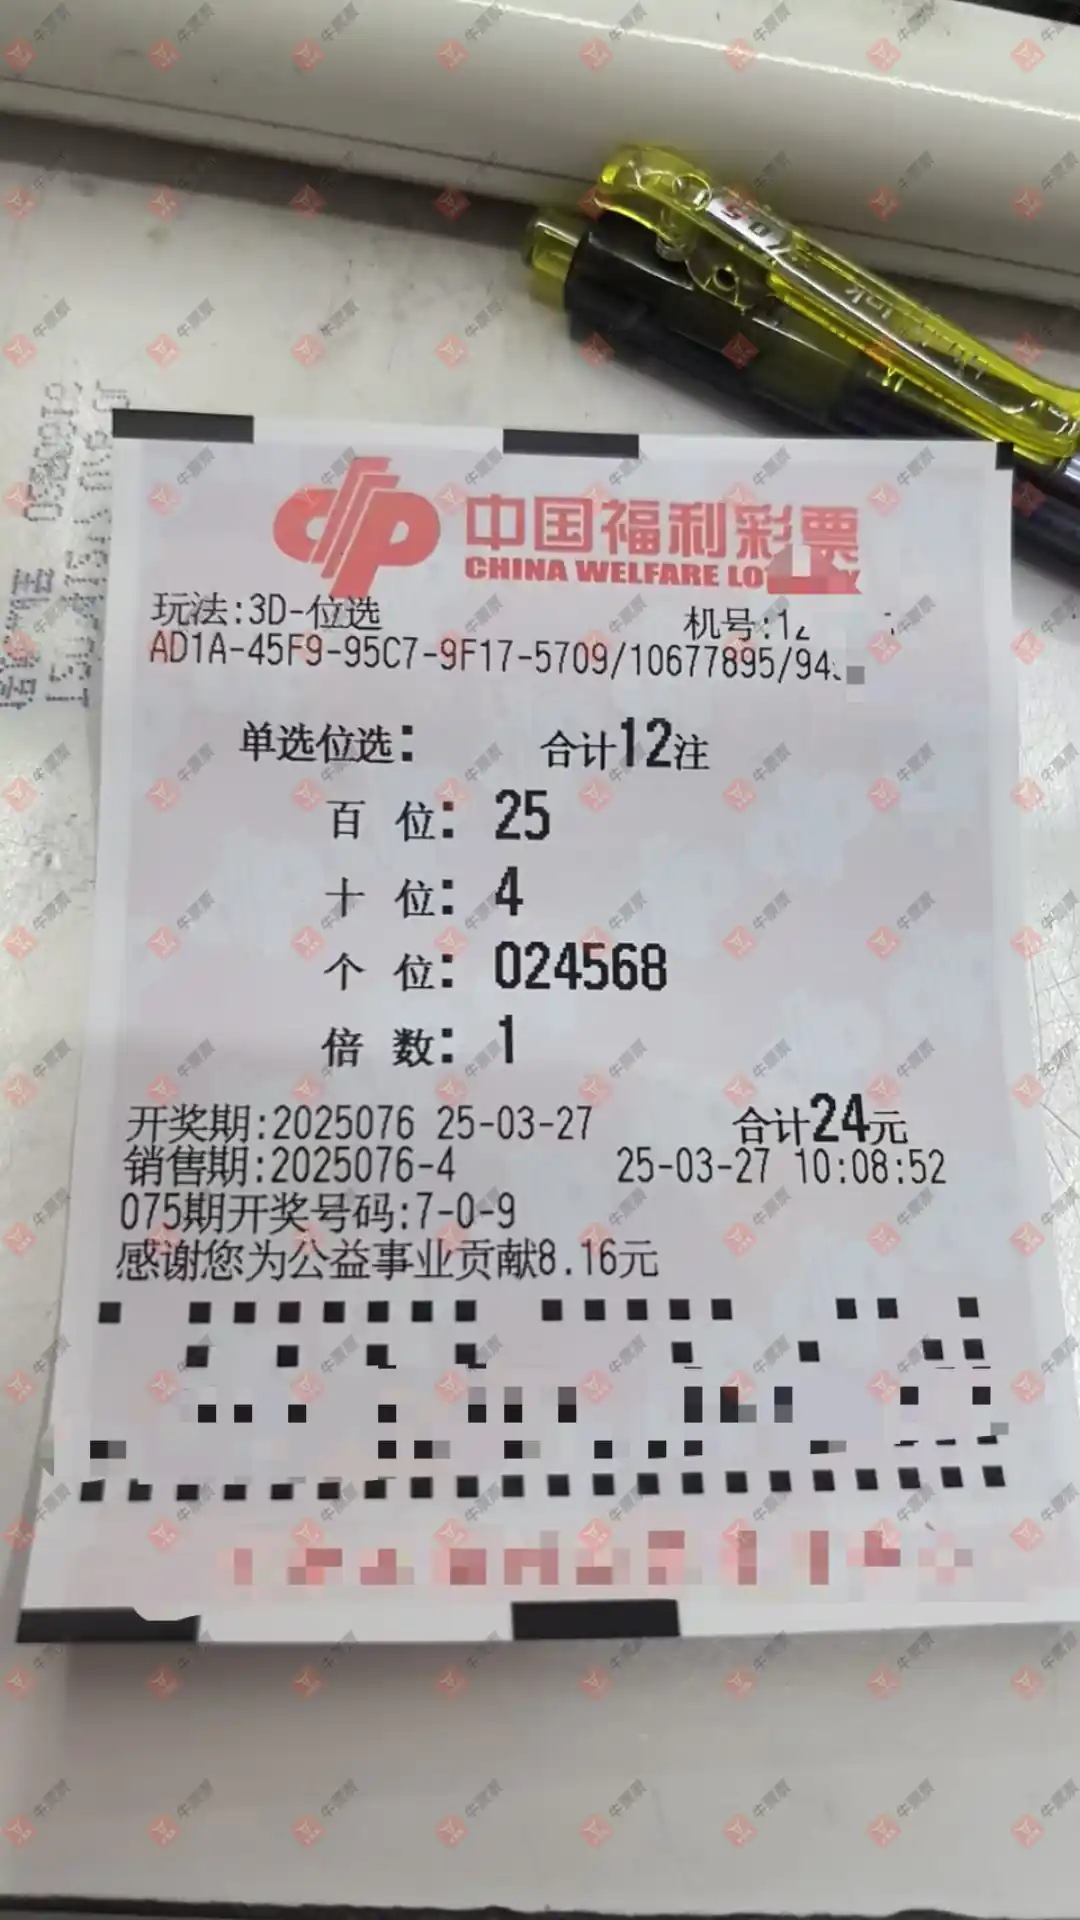 中国福利彩票
CHINA WELFARE LO
玩法:3D-位选 机号:12
AD1A-45F9-95C7-9F17-5709/10677895/94
单选位选: 合计12注
百 位: 25
十 位: 4
个 位: 024568
倍 数: 1
开奖期:2025076 25-03-27 合计24元
销售期:2025076-4 25-03-27 10:08:52
075期开奖号码:7-0-9
感谢您为公益事业贡献8.16元
牛票票